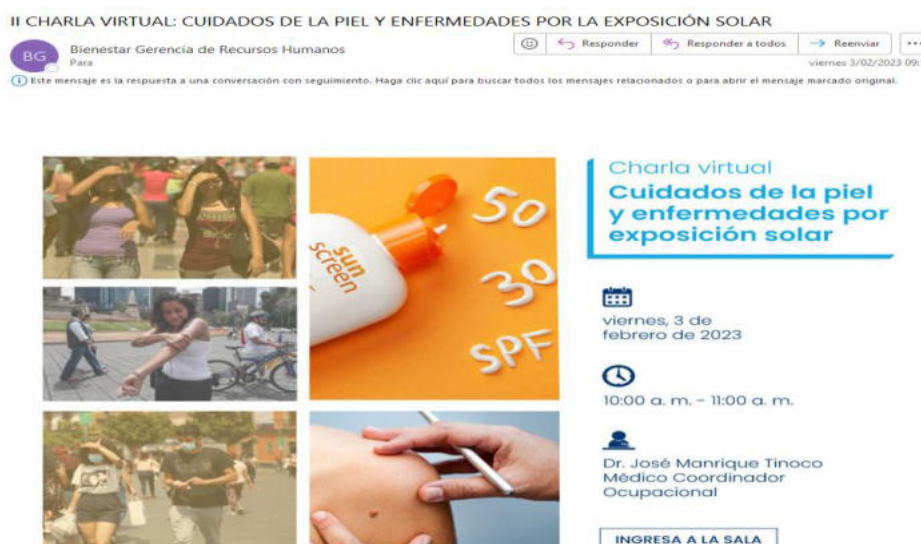 II CHARLA VIRTUAL: CUIDADOS DE LA PIEL Y ENFERMEDADES POR LA EXPOSICIÓN SOLAR
BG
Bienestar Gerencia de Recursos Humanos
Para
Responder
Responder a todos
Reenviar
viernes 3/02/2023 09:
Este mensaje es la respuesta a una conversación con seguimiento. Haga clic aquí para buscar todos los mensajes relacionados o para abrir el mensaje marcado original.
sun
screen
50
30
SPF
Charla virtual
Cuidados de la piel
y enfermedades por
exposición solar
viernes, 3 de
febrero de 2023
10:00 a. m. - 11:00 a. m.
Dr. José Manrique Tinoco
Médico Coordinador
Ocupacional
INGRESA A LA SALA